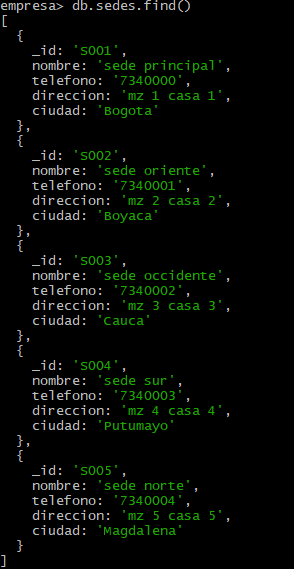 empresa> db.sedes.find()
[
  {
    _id: 'S001',
    nombre: 'sede principal',
    telefono: '7340000',
    direccion: 'mz 1 casa 1',
    ciudad: 'Bogota'
  },
  {
    _id: 'S002',
    nombre: 'sede oriente',
    telefono: '7340001',
    direccion: 'mz 2 casa 2',
    ciudad: 'Boyaca'
  },
  {
    _id: 'S003',
    nombre: 'sede occidente',
    telefono: '7340002',
    direccion: 'mz 3 casa 3',
    ciudad: 'Cauca'
  },
  {
    _id: 'S004',
    nombre: 'sede sur',
    telefono: '7340003',
    direccion: 'mz 4 casa 4',
    ciudad: 'Putumayo'
  },
  {
    _id: 'S005',
    nombre: 'sede norte',
    telefono: '7340004',
    direccion: 'mz 5 casa 5',
    ciudad: 'Magdalena'
  }
]